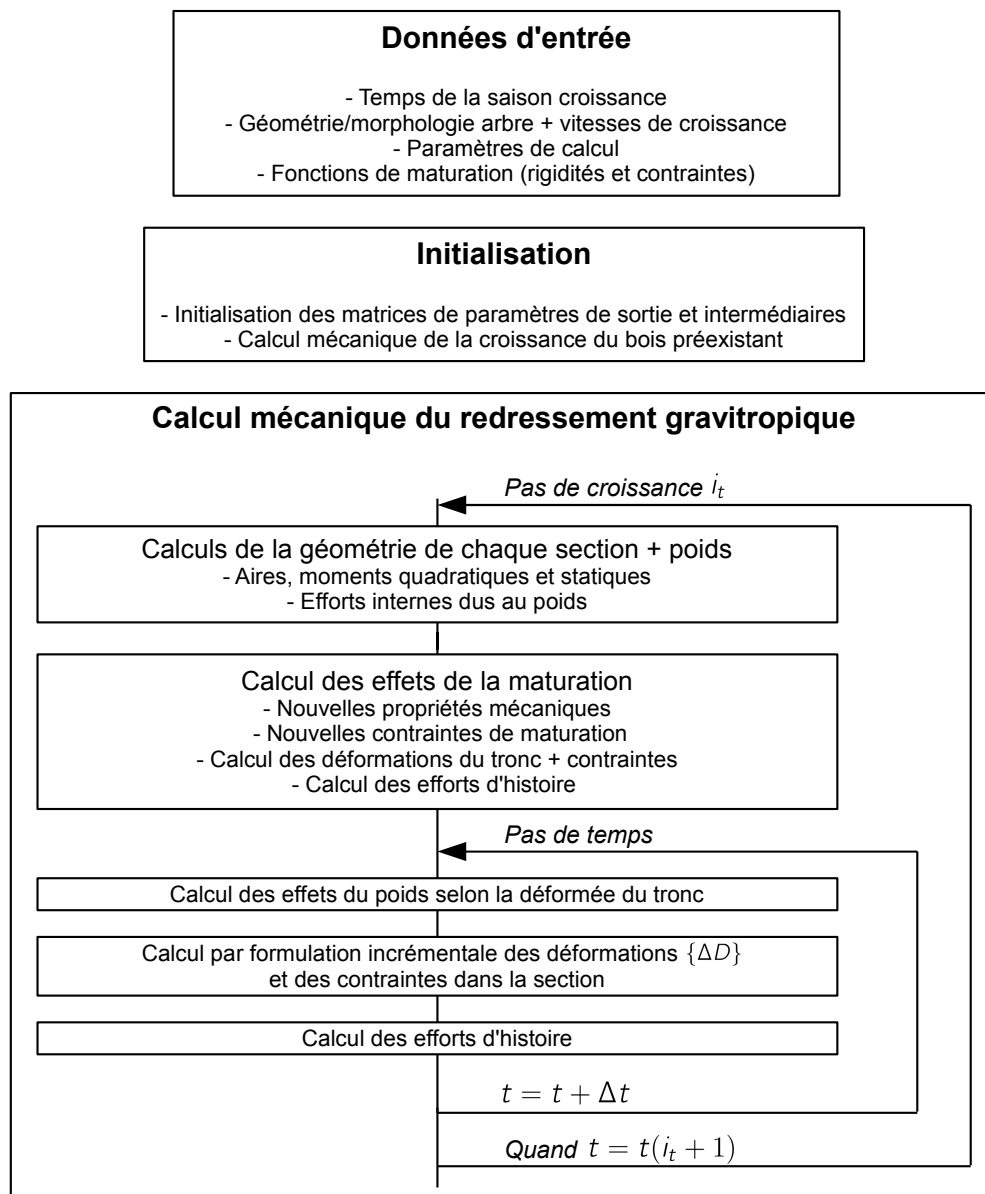 Données d'entrée
- Temps de la saison croissance
- Géométrie/morphologie arbre + vitesses de croissance
- Paramètres de calcul
- Fonctions de maturation (rigidités et contraintes)
Initialisation
- Initialisation des matrices de paramètres de sortie et intermédiaires
- Calcul mécanique de la croissance du bois préexistant
Calcul mécanique du redressement gravitropique
Pas de croissance i_t
Calculs de la géométrie de chaque section + poids
- Aires, moments quadratiques et statiques
- Efforts internes dus au poids
Calcul des effets de la maturation
- Nouvelles propriétés mécaniques
- Nouvelles contraintes de maturation
- Calcul des déformations du tronc + contraintes
- Calcul des efforts d'histoire
Pas de temps
Calcul des effets du poids selon la déformée du tronc
Calcul par formulation incrémentale des déformations {ΔD}
et des contraintes dans la section
Calcul des efforts d'histoire
t = t + Δt
Quand t = t(i_t + 1)